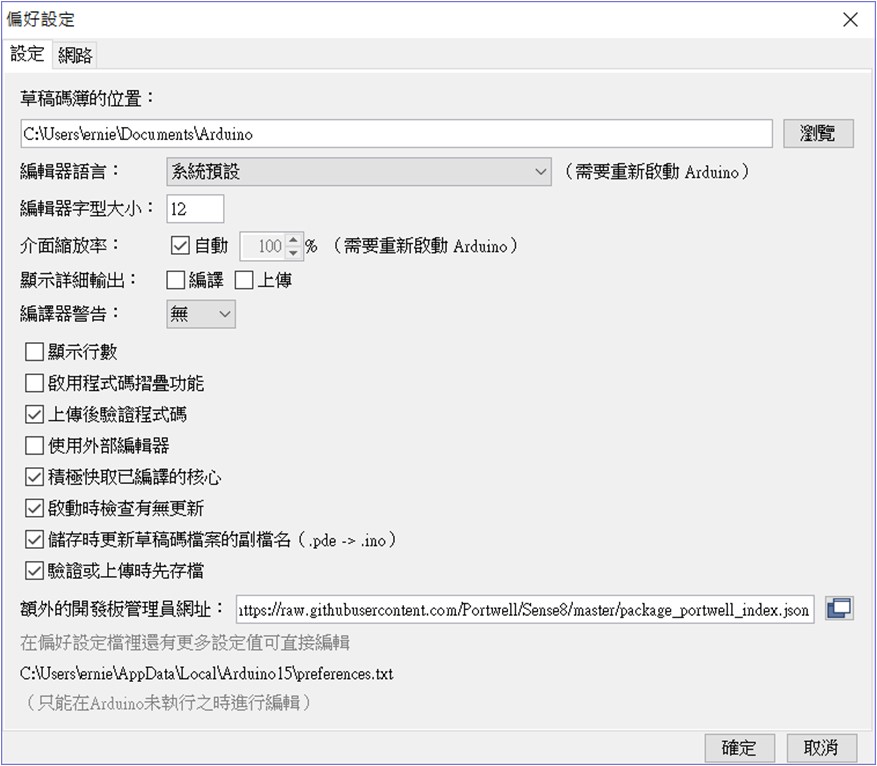 偏好設定
設定 網路
草稿碼簿的位置：
C:\Users\ernie\Documents\Arduino 瀏覽
編輯器語言： 系統預設 （需要重新啟動 Arduino）
編輯器字型大小： 12
介面縮放率： 自動 100 % （需要重新啟動 Arduino）
顯示詳細輸出： 編譯 上傳
編譯器警告： 無
顯示行數
啟用程式碼摺疊功能
上傳後驗證程式碼
使用外部編輯器
積極快取已編譯的核心
啟動時檢查有無更新
儲存時更新草稿碼檔案的副檔名（.pde -> .ino）
驗證或上傳時先存檔
額外的開發板管理員網址： ttps://raw.githubusercontent.com/Portwell/Sense8/master/package_portwell_index.json
在偏好設定檔裡還有更多設定值可直接編輯
C:\Users\ernie\AppData\Local\Arduino15\preferences.txt
（只能在Arduino未執行之時進行編輯）
確定 取消